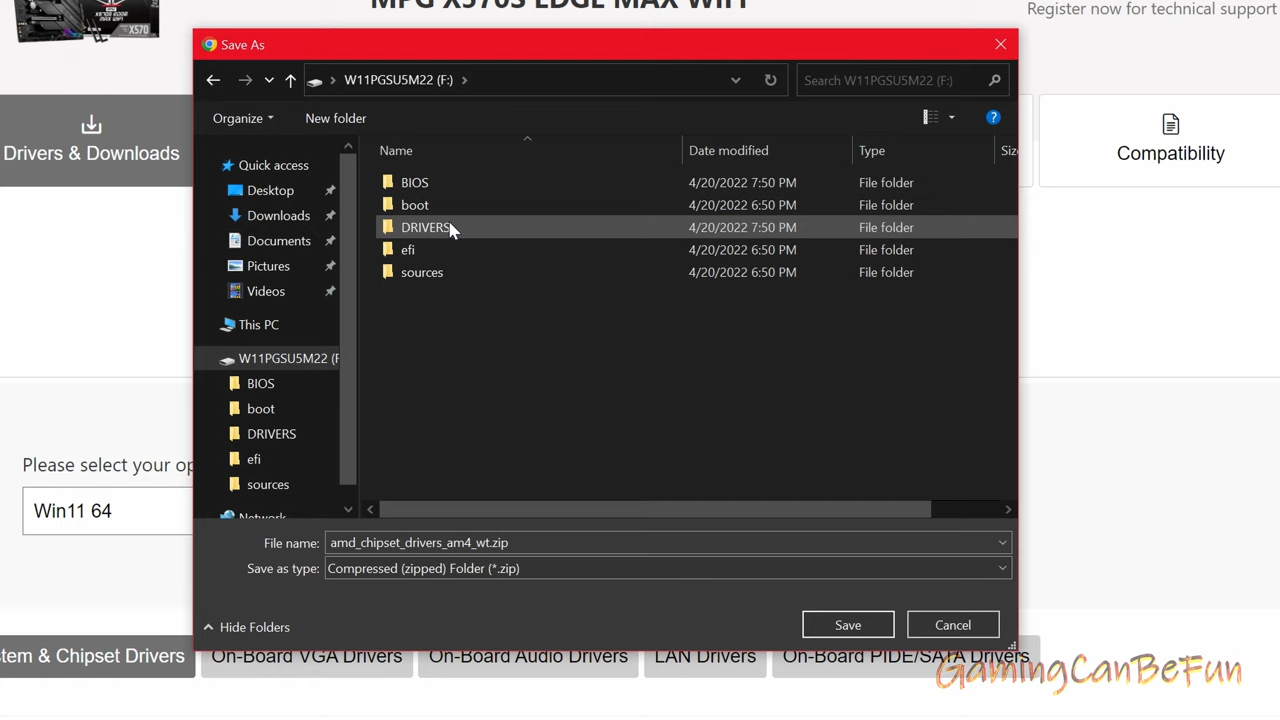 MPG X570S EDGE MAX WIFI
Register now for technical support
X570
Save As
W11PGSU5M22 (F:)
Search W11PGSU5M22 (F:)
Organize
New folder
?
Drivers & Downloads
Compatibility
Name
Date modified
Type
Size
Quick access
Desktop
Downloads
Documents
Pictures
Videos
This PC
W11PGSU5M22 (F
BIOS
boot
DRIVERS
efi
sources
Network
BIOS 4/20/2022 7:50 PM File folder
boot 4/20/2022 6:50 PM File folder
DRIVERS 4/20/2022 7:50 PM File folder
efi 4/20/2022 6:50 PM File folder
sources 4/20/2022 6:50 PM File folder
Please select your op
Win11 64
File name: amd_chipset_drivers_am4_wt.zip
Save as type: Compressed (zipped) Folder (*.zip)
Hide Folders
Save
Cancel
tem & Chipset Drivers
On-Board VGA Drivers
On-Board Audio Drivers
LAN Drivers
On-Board PIDE/SATA Drivers
GamingCanBeFun